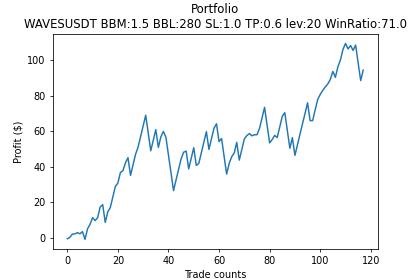 Portfolio
WAVESUSDT BBM:1.5 BBL:280 SL:1.0 TP:0.6 lev:20 WinRatio:71.0
100
80
60
40
20
0
Profit ($)
0 20 40 60 80 100 120
Trade counts